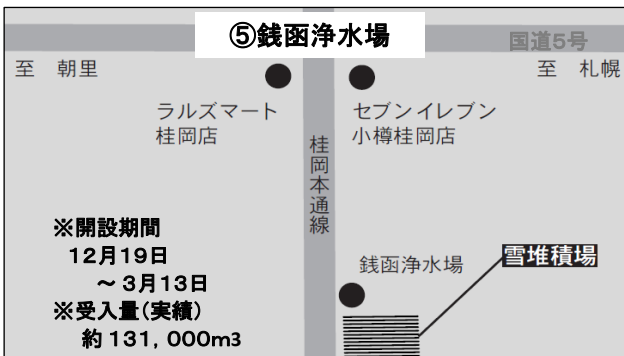 ⑤銭函浄水場
国道5号
至 朝里
至 札幌
ラルズマート
桂岡店
セブンイレブン
小樽桂岡店
桂岡本通線
※開設期間
12月19日
～3月13日
※受入量(実績)
約131,000m3
銭函浄水場
雪堆積場